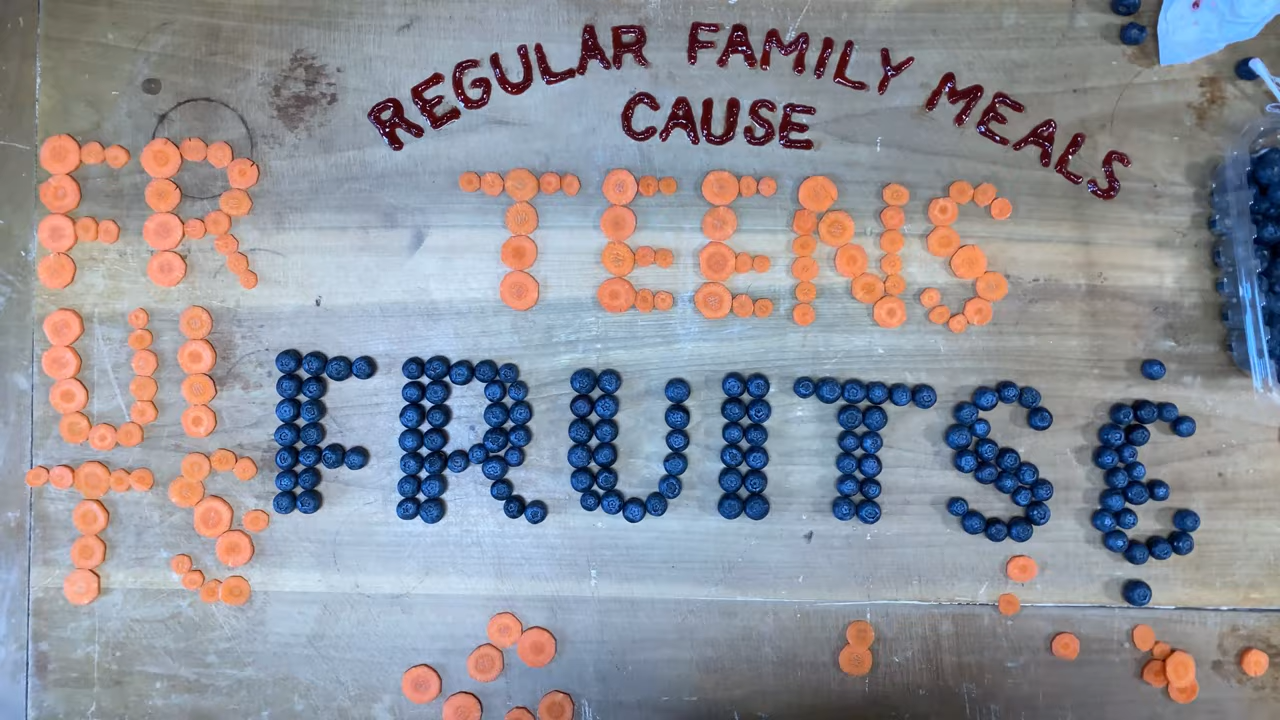 REGULAR FAMILY MEALS
CAUSE
TEENS
FRUITS &
FR
UI
TS